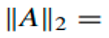 ‖A‖₂ =